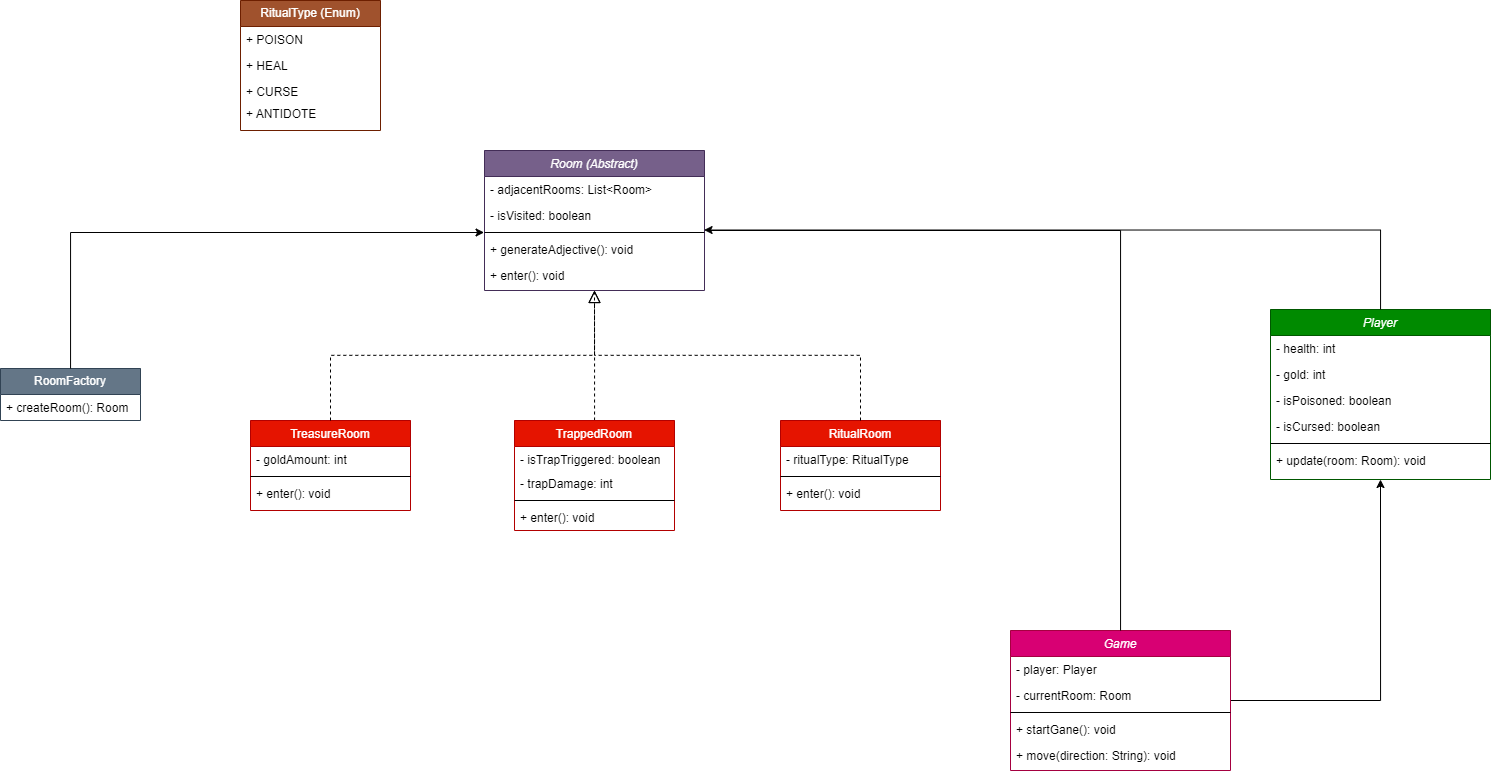 RitualType (Enum)
+ POISON
+ HEAL
+ CURSE
+ ANTIDOTE
Room (Abstract)
- adjacentRooms: List<Room>
- isVisited: boolean
+ generateAdjective(): void
+ enter(): void
RoomFactory
+ createRoom(): Room
TreasureRoom
- goldAmount: int
+ enter(): void
TrappedRoom
- isTrapTriggered: boolean
- trapDamage: int
+ enter(): void
RitualRoom
- ritualType: RitualType
+ enter(): void
Player
- health: int
- gold: int
- isPoisoned: boolean
- isCursed: boolean
+ update(room: Room): void
Game
- player: Player
- currentRoom: Room
+ startGane(): void
+ move(direction: String): void